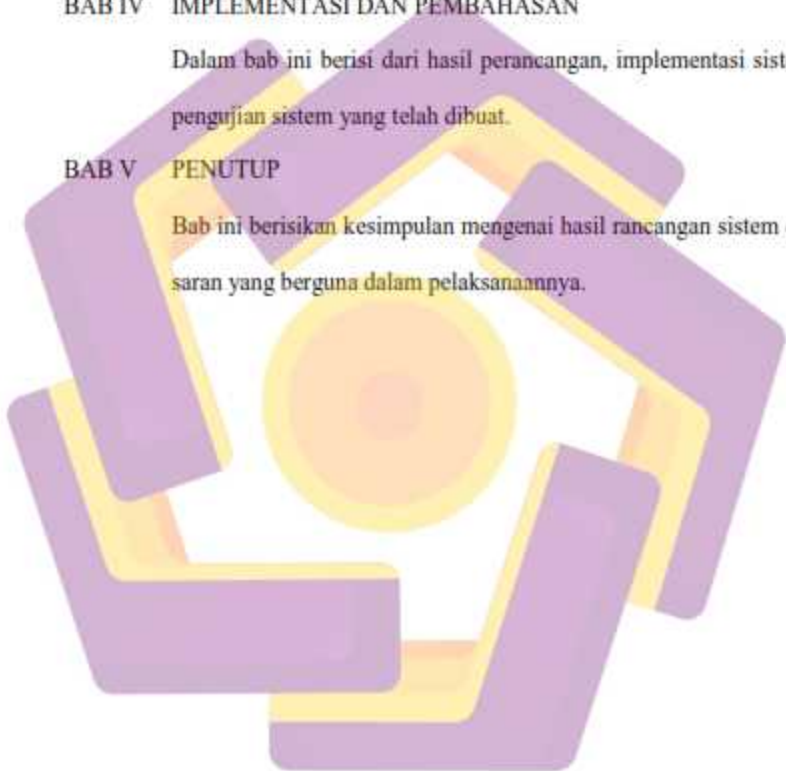 BAB IV IMPLEMENTASI DAN PEMBAHASAN
Dalam bab ini berisi dari hasil perancangan, implementasi
pengujian sistem yang telah dibuat.
BAB V PENUTUP
Bab ini berisikan kesimpulan mengenai hasil rancangan sistem
saran yang berguna dalam pelaksanaannya.